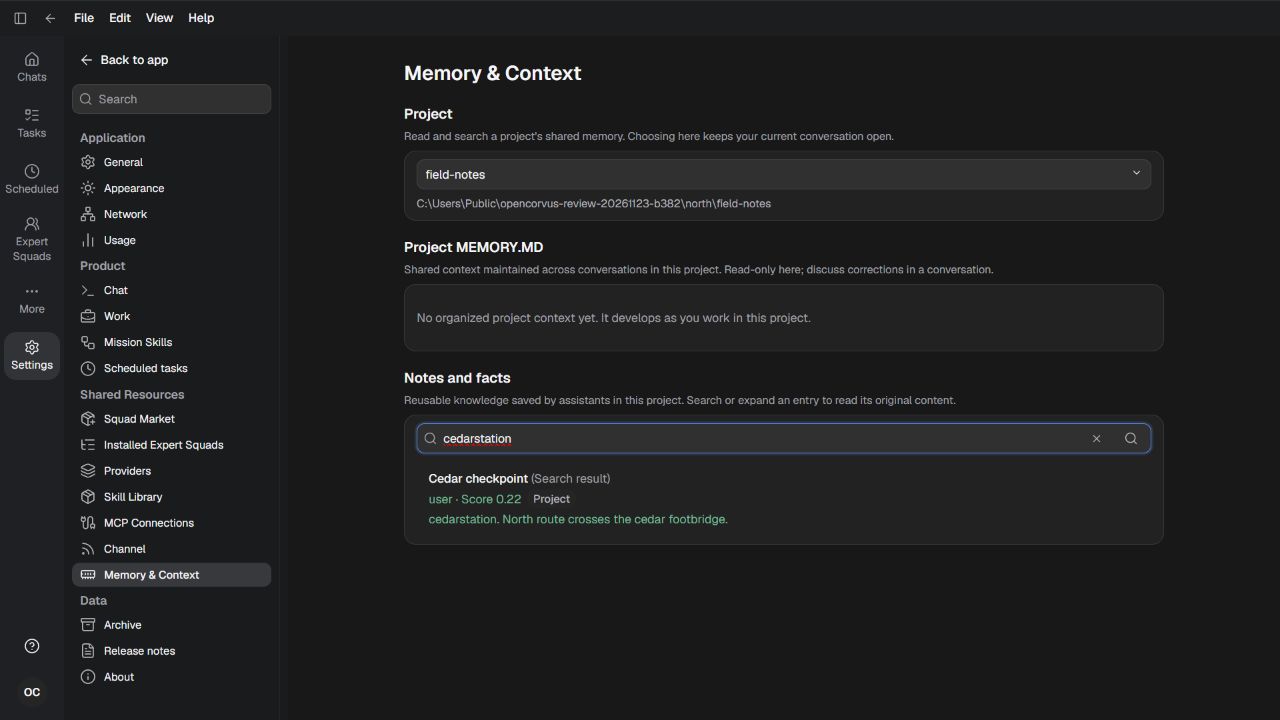 File Edit View Help
Chats
Tasks
Scheduled
Expert
Squads
More
Settings
OC
Back to app
Search
Application
General
Appearance
Network
Usage
Product
Chat
Work
Mission Skills
Scheduled tasks
Shared Resources
Squad Market
Installed Expert Squads
Providers
Skill Library
MCP Connections
Channel
Memory & Context
Data
Archive
Release notes
About
Memory & Context
Project
Read and search a project's shared memory. Choosing here keeps your current conversation open.
field-notes
C:\Users\Public\opencorvus-review-20261123-b382\north\field-notes
Project MEMORY.MD
Shared context maintained across conversations in this project. Read-only here; discuss corrections in a conversation.
No organized project context yet. It develops as you work in this project.
Notes and facts
Reusable knowledge saved by assistants in this project. Search or expand an entry to read its original content.
cedarstation
Cedar checkpoint (Search result)
user · Score 0.22 Project
cedarstation. North route crosses the cedar footbridge.